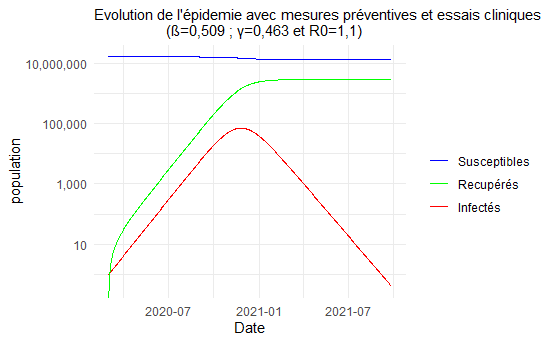 Evolution de l'épidemie avec mesures préventives et essais cliniques
(ß=0,509 ; γ=0,463 et R0=1,1)
10,000,000
100,000
1,000
10
population
2020-07
2021-01
2021-07
Date
Susceptibles
Recupérés
Infectés